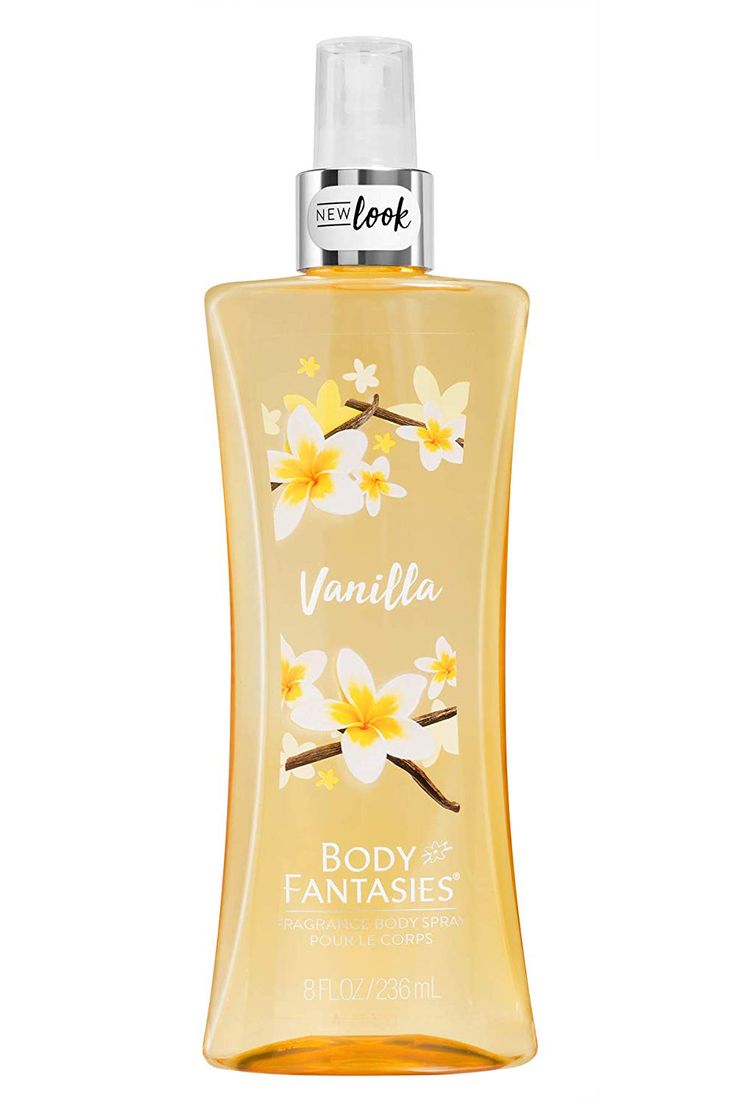 NEW look
Vanilla
BODY
FANTASIES®
FRAGRANCE BODY SPRAY
POUR LE CORPS
8 FL OZ / 236 mL